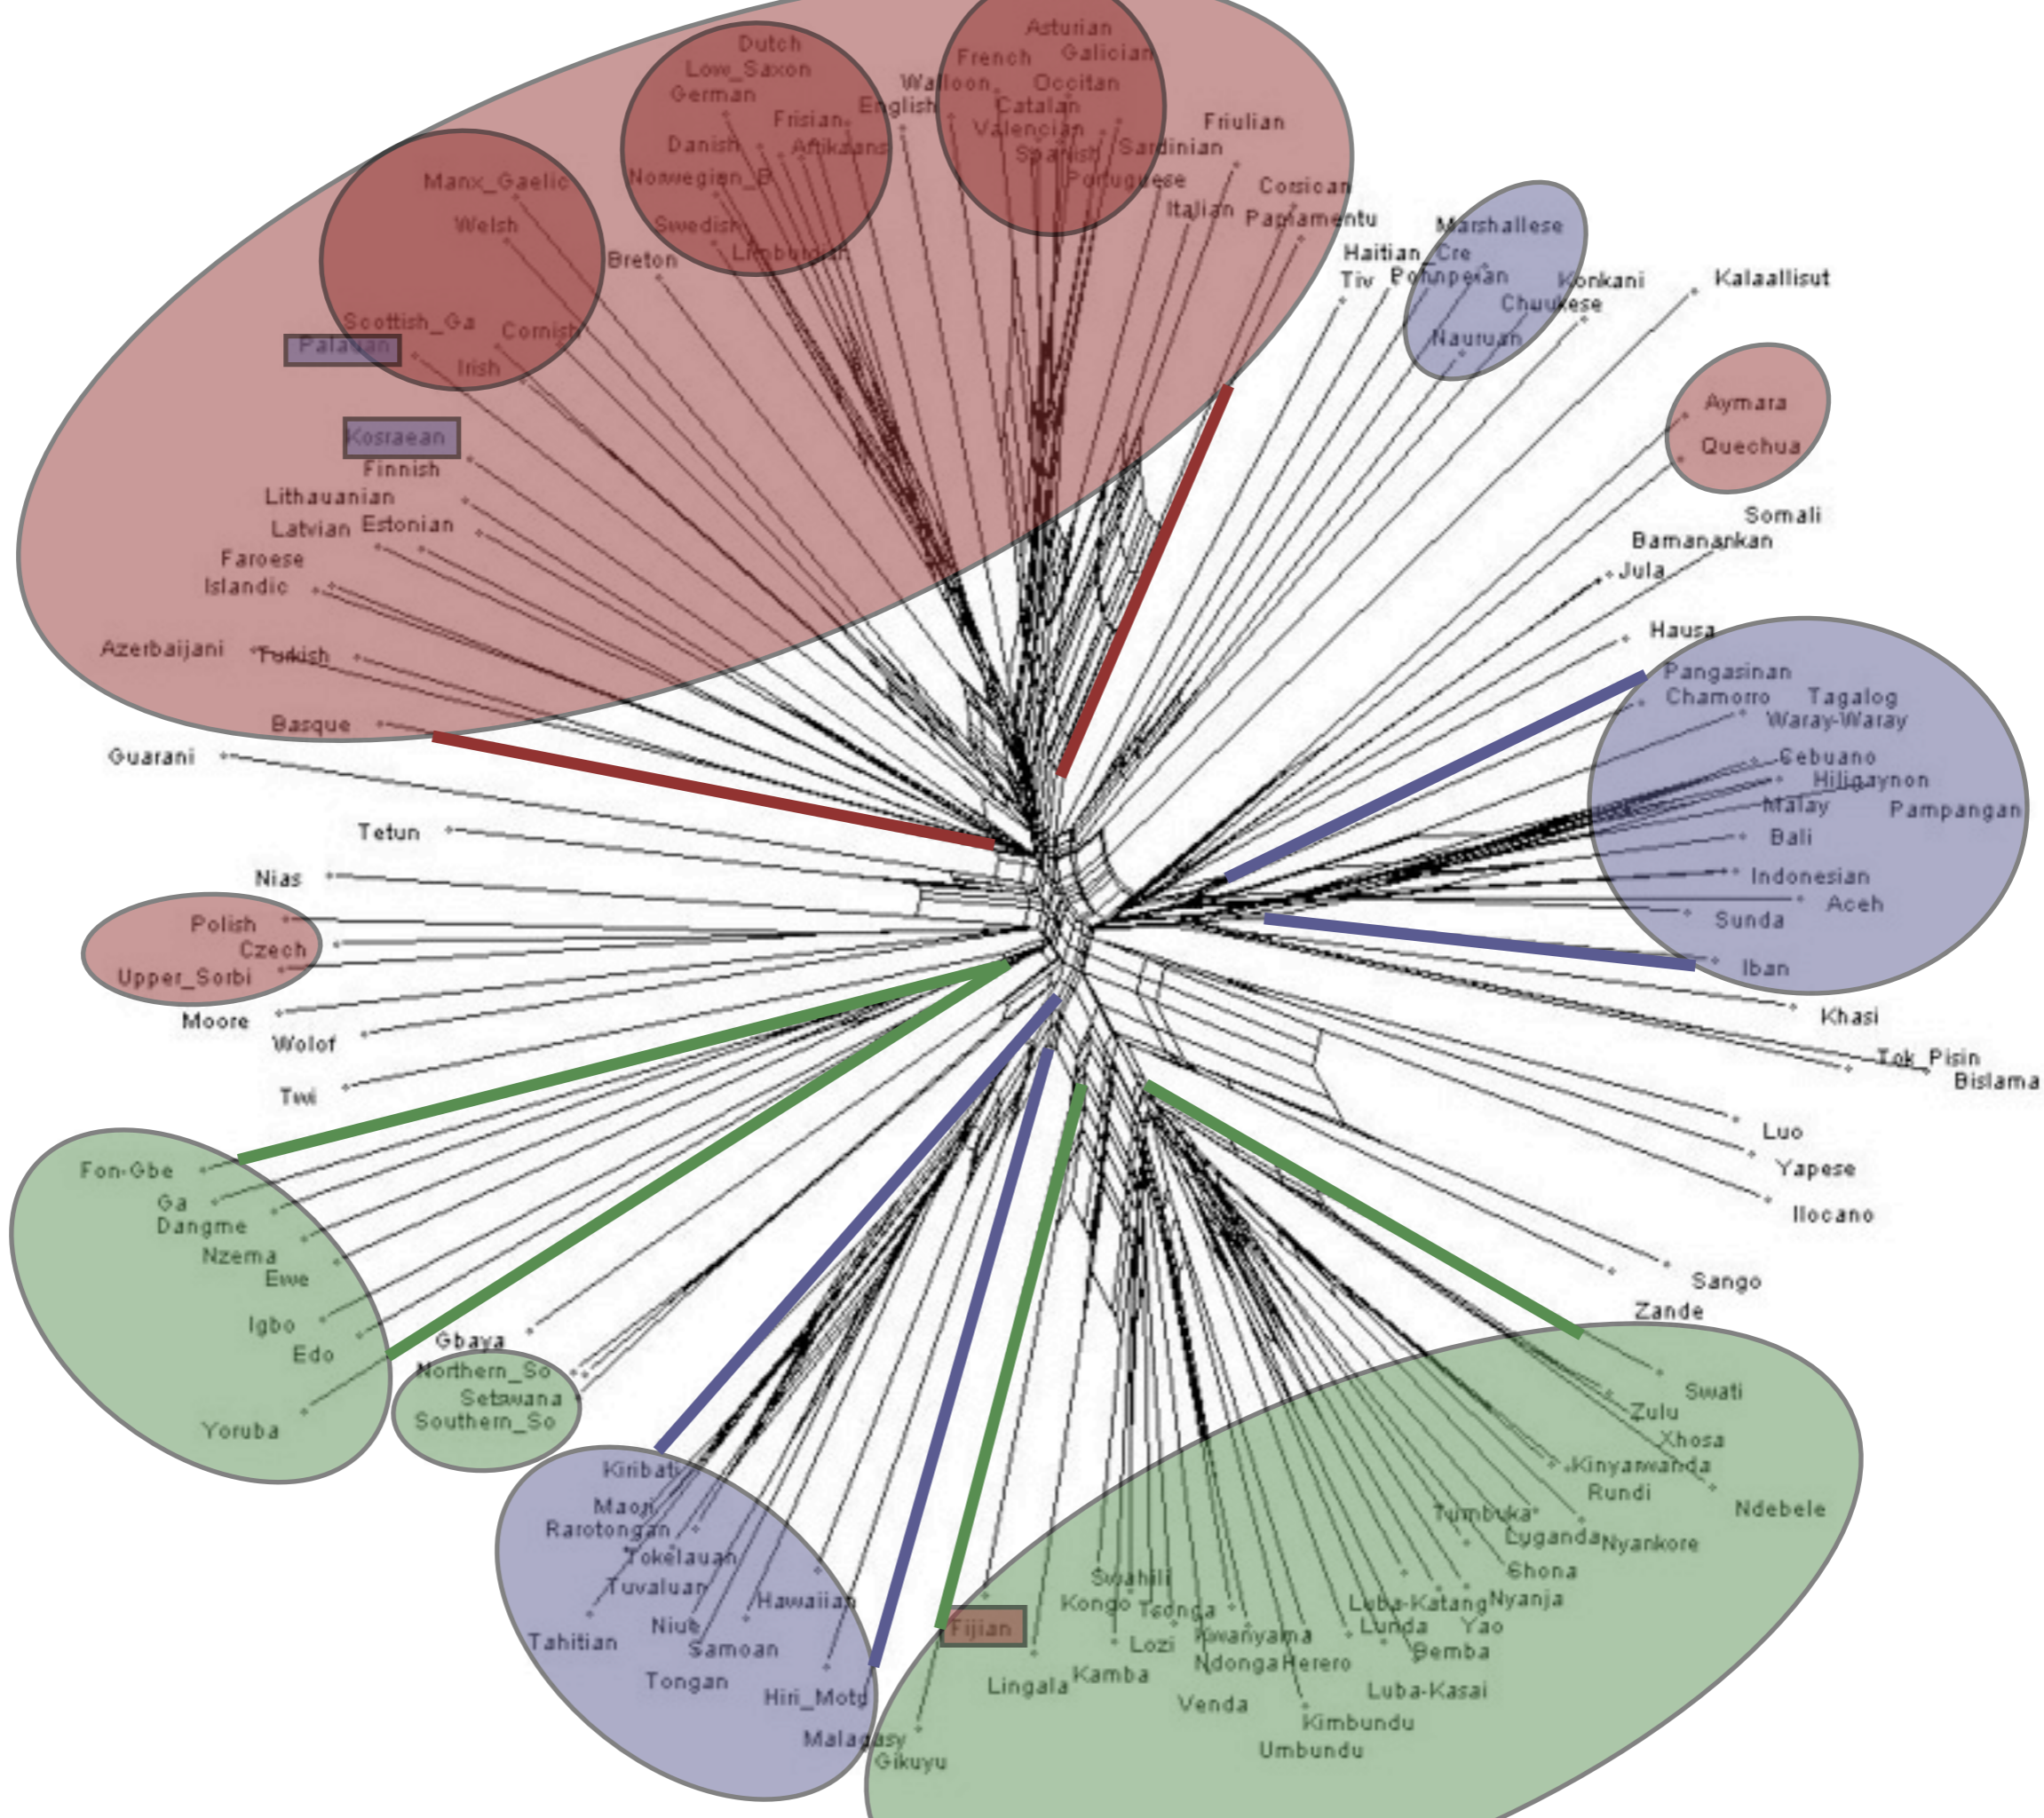 Asturian
Dutch
French
Galician
Low_Saxon
Walloon
Occitan
German
English
Catalan
Frisian
Friulian
Valencian
Danish
Afrikaans
Spanish
Sardinian
Manx_Gaelic
Norwegian_B
Portuguese
Corsican
Italian
Papiamentu
Welsh
Swedish
Marshallese
Limburgian
Haitian_Cre
Breton
Pohnpeian
Tiv
Konkani
Kalaallisut
Chuukese
Scottish_Ga
Cornish
Nauruan
Palauan
Irish
Aymara
Kosraean
Quechua
Finnish
Lithauanian
Somali
Latvian
Estonian
Bamanankan
Faroese
Jula
Islandic
Hausa
Azerbaijani
Turkish
Pangasinan
Chamorro
Tagalog
Waray-Waray
Basque
Guarani
Cebuano
Hiligaynon
Malay
Pampangan
Tetun
Bali
Nias
Indonesian
Aceh
Polish
Sunda
Czech
Iban
Upper_Sorbi
Moore
Khasi
Wolof
Tok_Pisin
Bislama
Twi
Luo
Fon-Gbe
Yapese
Ga
Ilocano
Dangme
Nzema
Ewe
Sango
Igbo
Zande
Gbaya
Edo
Northern_So
Setswana
Swati
Southern_So
Zulu
Yoruba
Xhosa
Kiribati
Kinyarwanda
Rundi
Maori
Ndebele
Tumbuka
Rarotongan
Luganda
Nyankore
Tokelauan
Shona
Swahili
Tuvaluan
Hawaiian
Kongo
Tsonga
Luba-Katang
Nyanja
Niue
Fijian
Lunda
Yao
Tahitian
Samoan
Lozi
Kwanyama
Bemba
Ndonga
Herero
Tongan
Lingala
Kamba
Luba-Kasai
Hiri_Motu
Venda
Kimbundu
Malagasy
Gikuyu
Umbundu